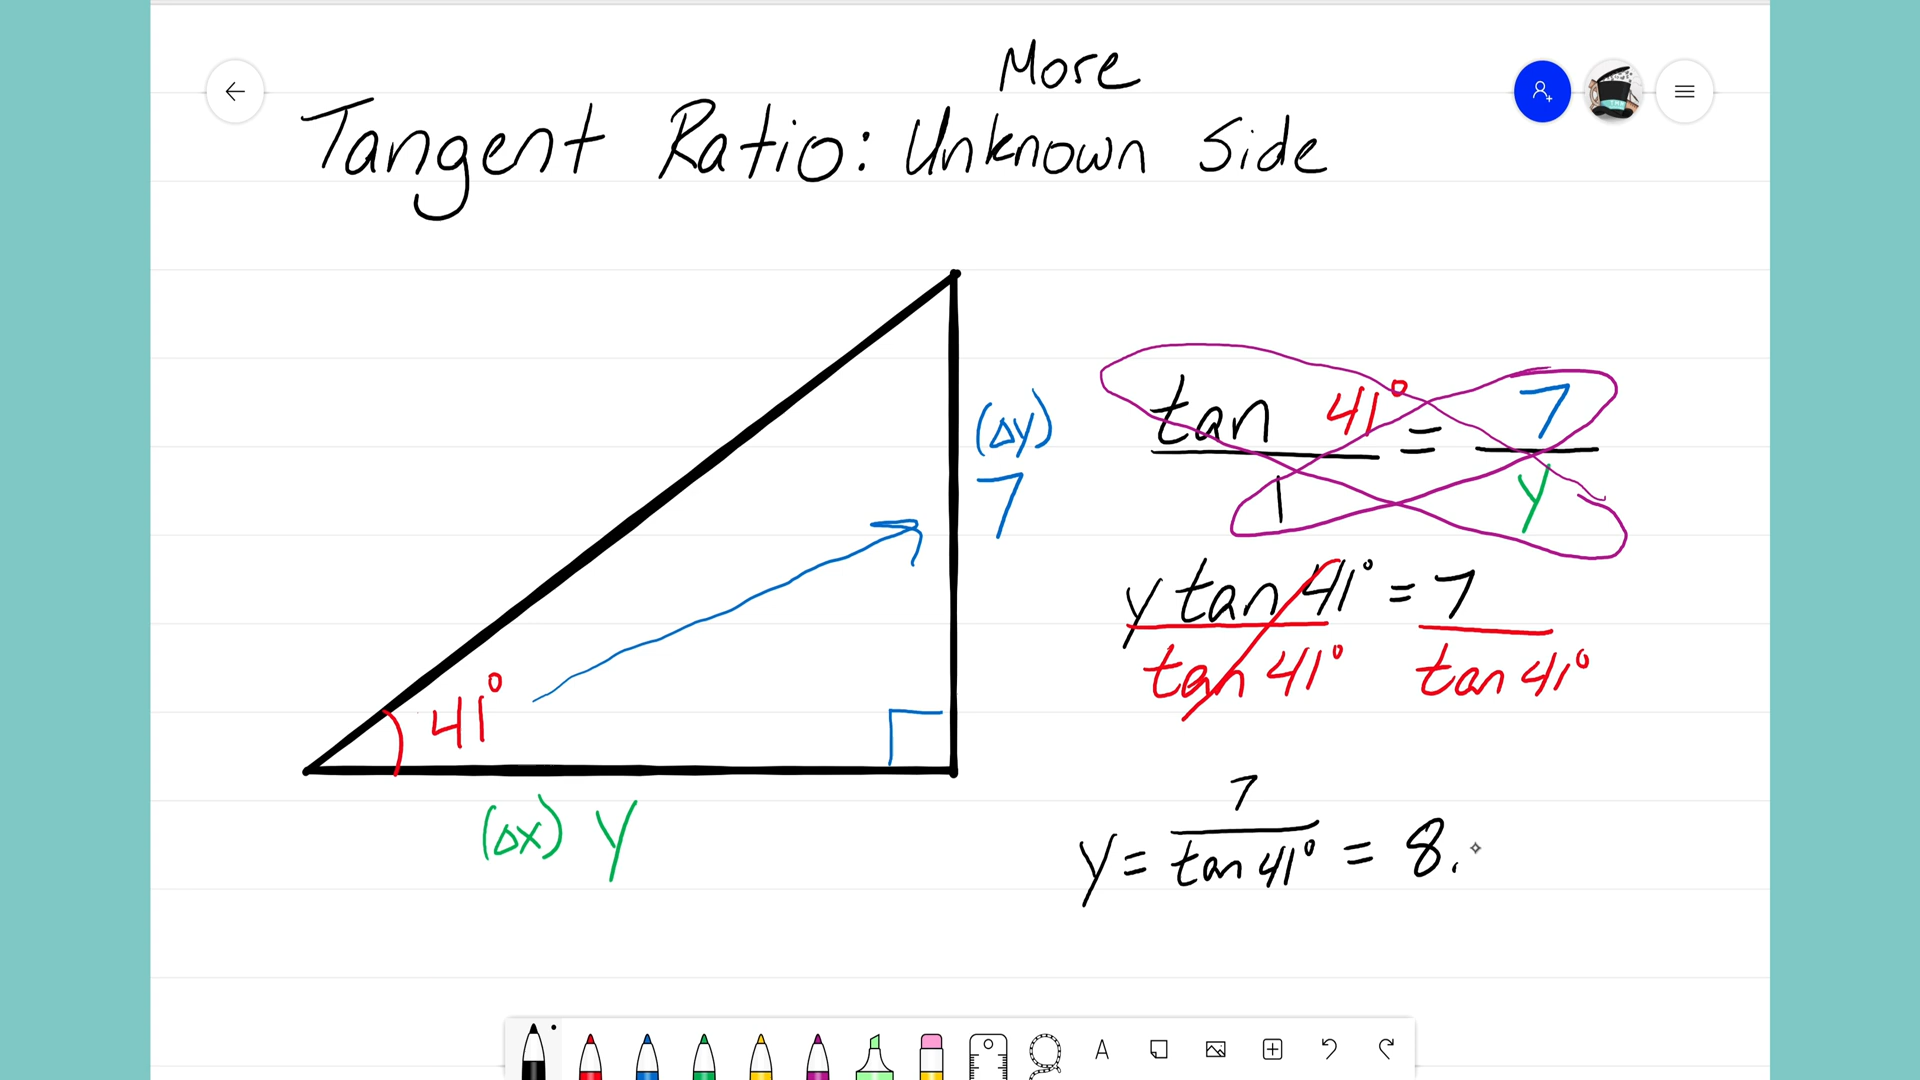 More
Tangent Ratio: Unknown Side
(Δy)
7
41°
(Δx) y
tan 41° = 7
1 y
y tan 41° = 7
tan 41° tan 41°
7
y = tan 41° = 8.
A